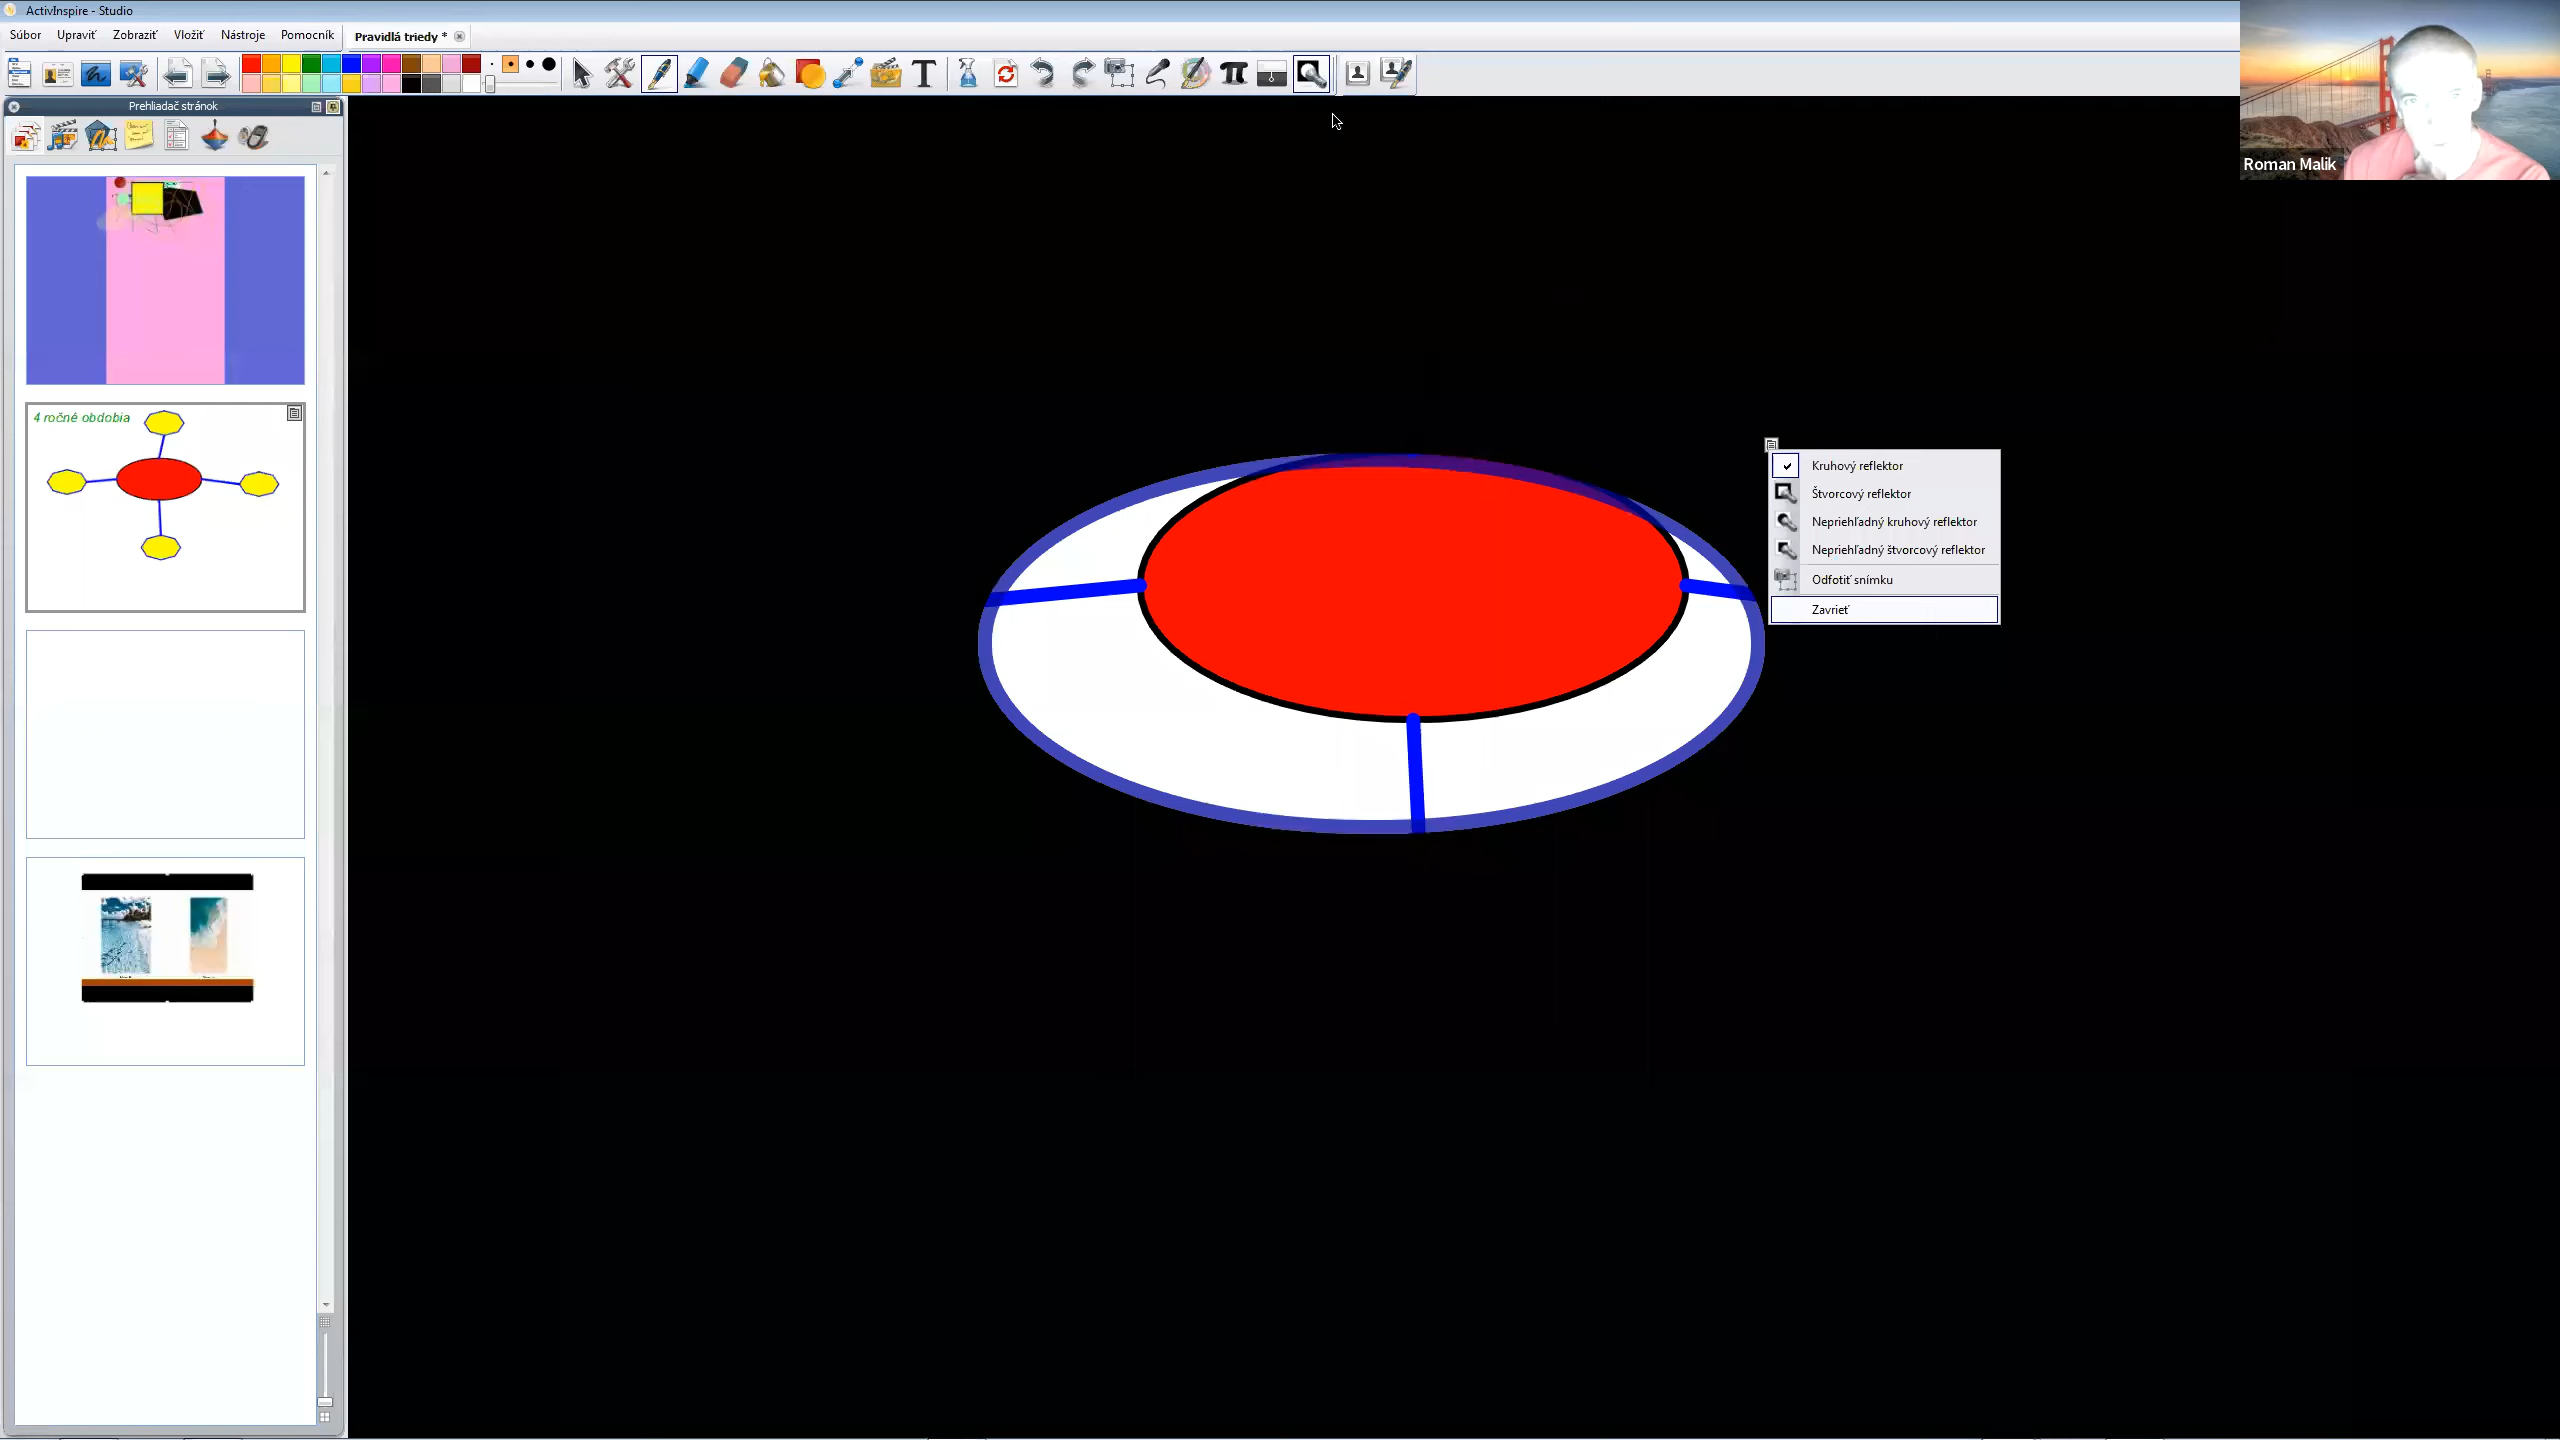 ActivInspire - Studio
Súbor Upraviť Zobraziť Vložiť Nástroje Pomocník Pravidlá triedy *
T π
Roman Malik
Prehliadač stránok
4 ročné obdobia
Kruhový reflektor
Štvorcový reflektor
Nepriehľadný kruhový reflektor
Nepriehľadný štvorcový reflektor
Odfotiť snímku
Zavrieť